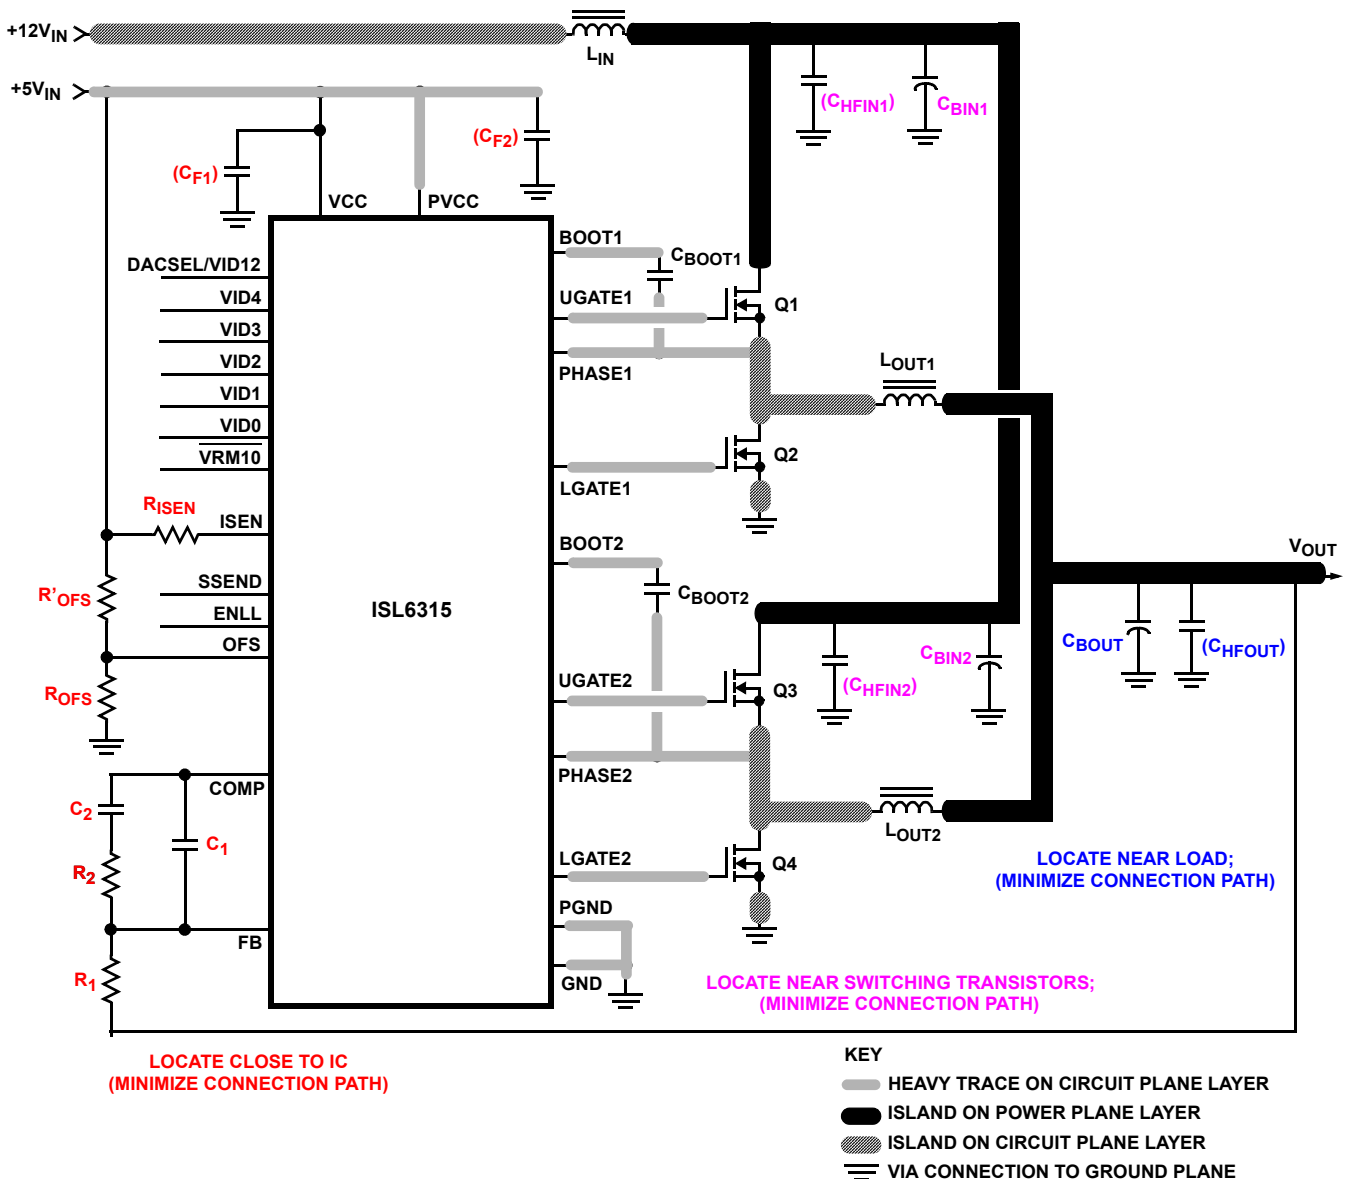 +12VIN
LIN
+5VIN
(CHFIN1)
CBIN1
(CF2)
(CF1)
VCC
PVCC
BOOT1
CBOOT1
DACSEL/VID12
VID4
UGATE1
Q1
VID3
VID2
PHASE1
LOUT1
VID1
VID0
VRM10
Q2
LGATE1
RISEN
ISEN
BOOT2
VOUT
SSEND
R’OFS
CBOOT2
ISL6315
ENLL
OFS
CBOUT
(CHFOUT)
CBIN2
(CHFIN2)
ROFS
UGATE2
Q3
PHASE2
COMP
C2
C1
LOUT2
R2
LGATE2
Q4
LOCATE NEAR LOAD;
(MINIMIZE CONNECTION PATH)
PGND
FB
R1
GND
LOCATE NEAR SWITCHING TRANSISTORS;
(MINIMIZE CONNECTION PATH)
LOCATE CLOSE TO IC
(MINIMIZE CONNECTION PATH)
KEY
HEAVY TRACE ON CIRCUIT PLANE LAYER
ISLAND ON POWER PLANE LAYER
ISLAND ON CIRCUIT PLANE LAYER
VIA CONNECTION TO GROUND PLANE